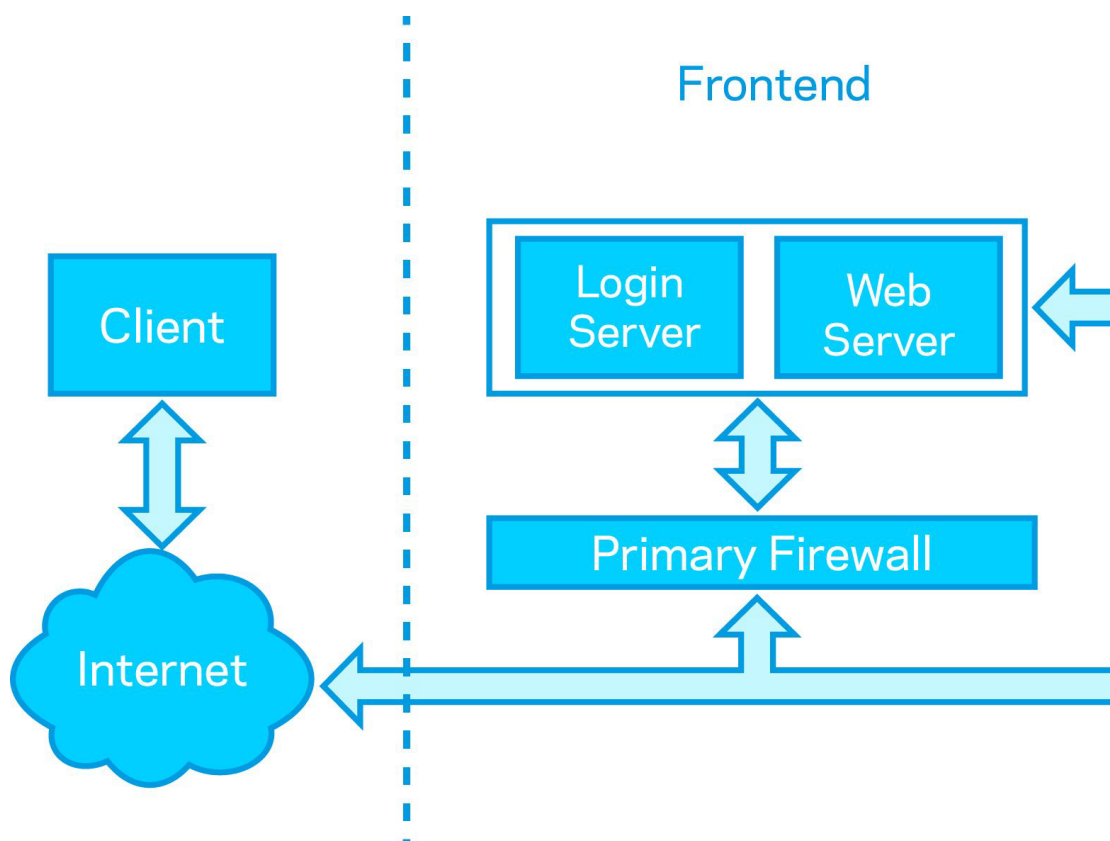 Frontend
Client
Login
Server
Web
Server
Primary Firewall
Internet